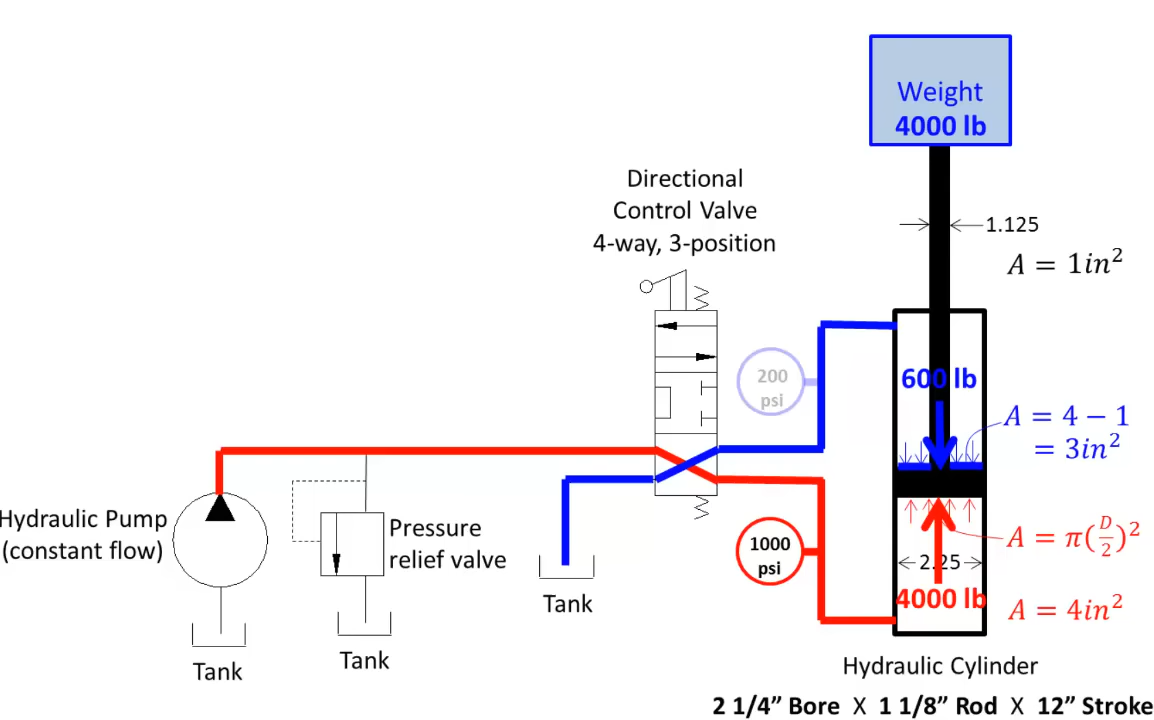 Weight
4000 lb
Directional
Control Valve
4-way, 3-position
1.125
A = 1in²
200
psi
600 lb
A = 4 − 1
= 3in²
Hydraulic Pump
(constant flow)
Pressure
relief valve
1000
psi
A = π(D/2)²
2.25
4000 lb
A = 4in²
Tank
Tank
Tank
Hydraulic Cylinder
2 1/4” Bore X 1 1/8” Rod X 12” Stroke